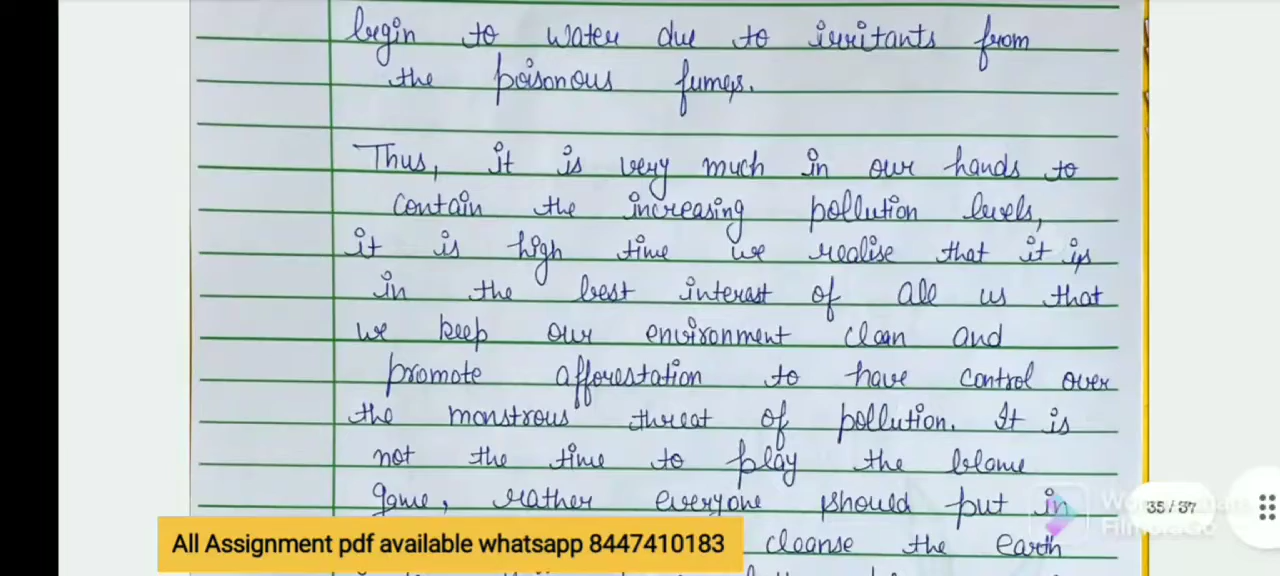 begin to water due to irritants from
the poisonous fumes.
Thus, it is very much in our hands to
contain the increasing pollution levels,
it is high time we realise that it is
in the best interest of all us that
we keep our environment clean and
promote afforestation to have control over
the monstrous threat of pollution. It is
not the time to play the blame
game, rather everyone should put in
35 / 37
All Assignment pdf available whatsapp 8447410183
cleanse the earth